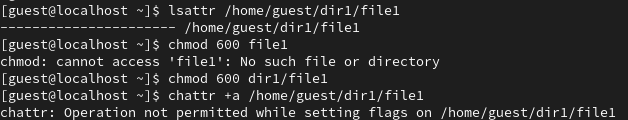 [guest@localhost ~]$ lsattr /home/guest/dir1/file1
---------------------- /home/guest/dir1/file1
[guest@localhost ~]$ chmod 600 file1
chmod: cannot access 'file1': No such file or directory
[guest@localhost ~]$ chmod 600 dir1/file1
[guest@localhost ~]$ chattr +a /home/guest/dir1/file1
chattr: Operation not permitted while setting flags on /home/guest/dir1/file1